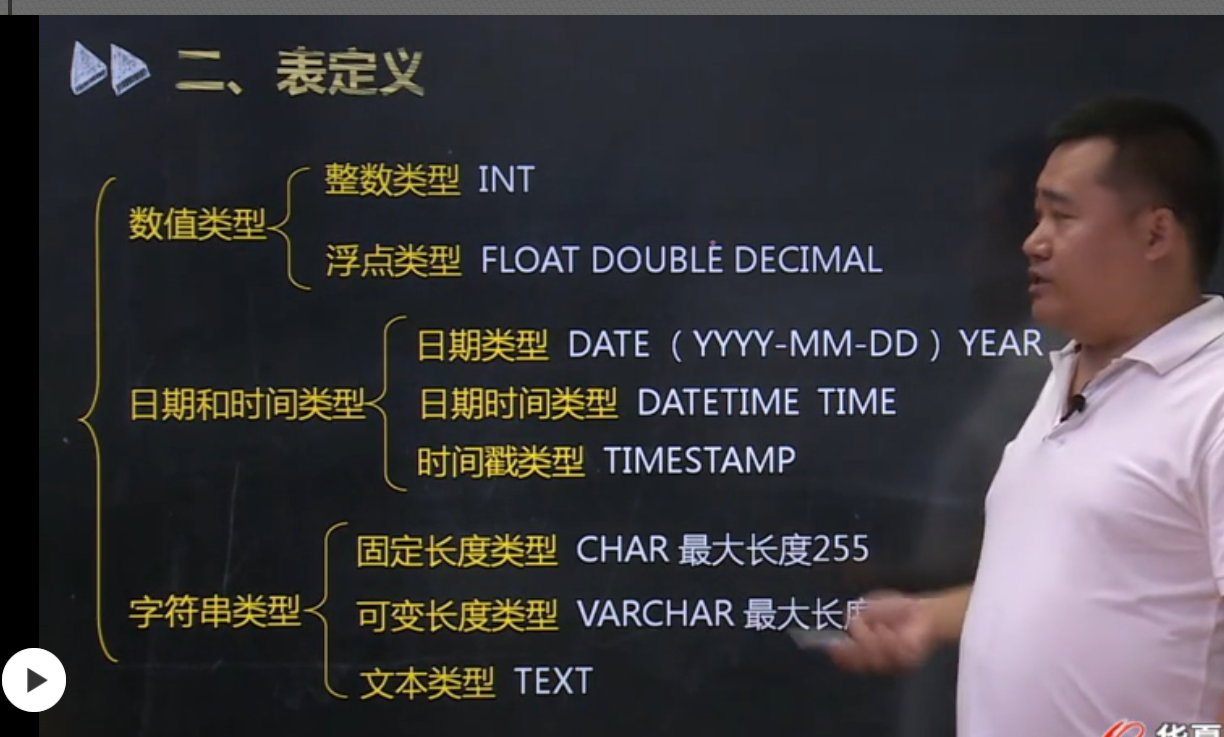 二、表定义
数值类型
整数类型 INT
浮点类型 FLOAT DOUBLE DECIMAL
日期和时间类型
日期类型 DATE （YYYY-MM-DD）YEAR
日期时间类型 DATETIME TIME
时间戳类型 TIMESTAMP
字符串类型
固定长度类型 CHAR 最大长度255
可变长度类型 VARCHAR 最大长度
文本类型 TEXT
华夏